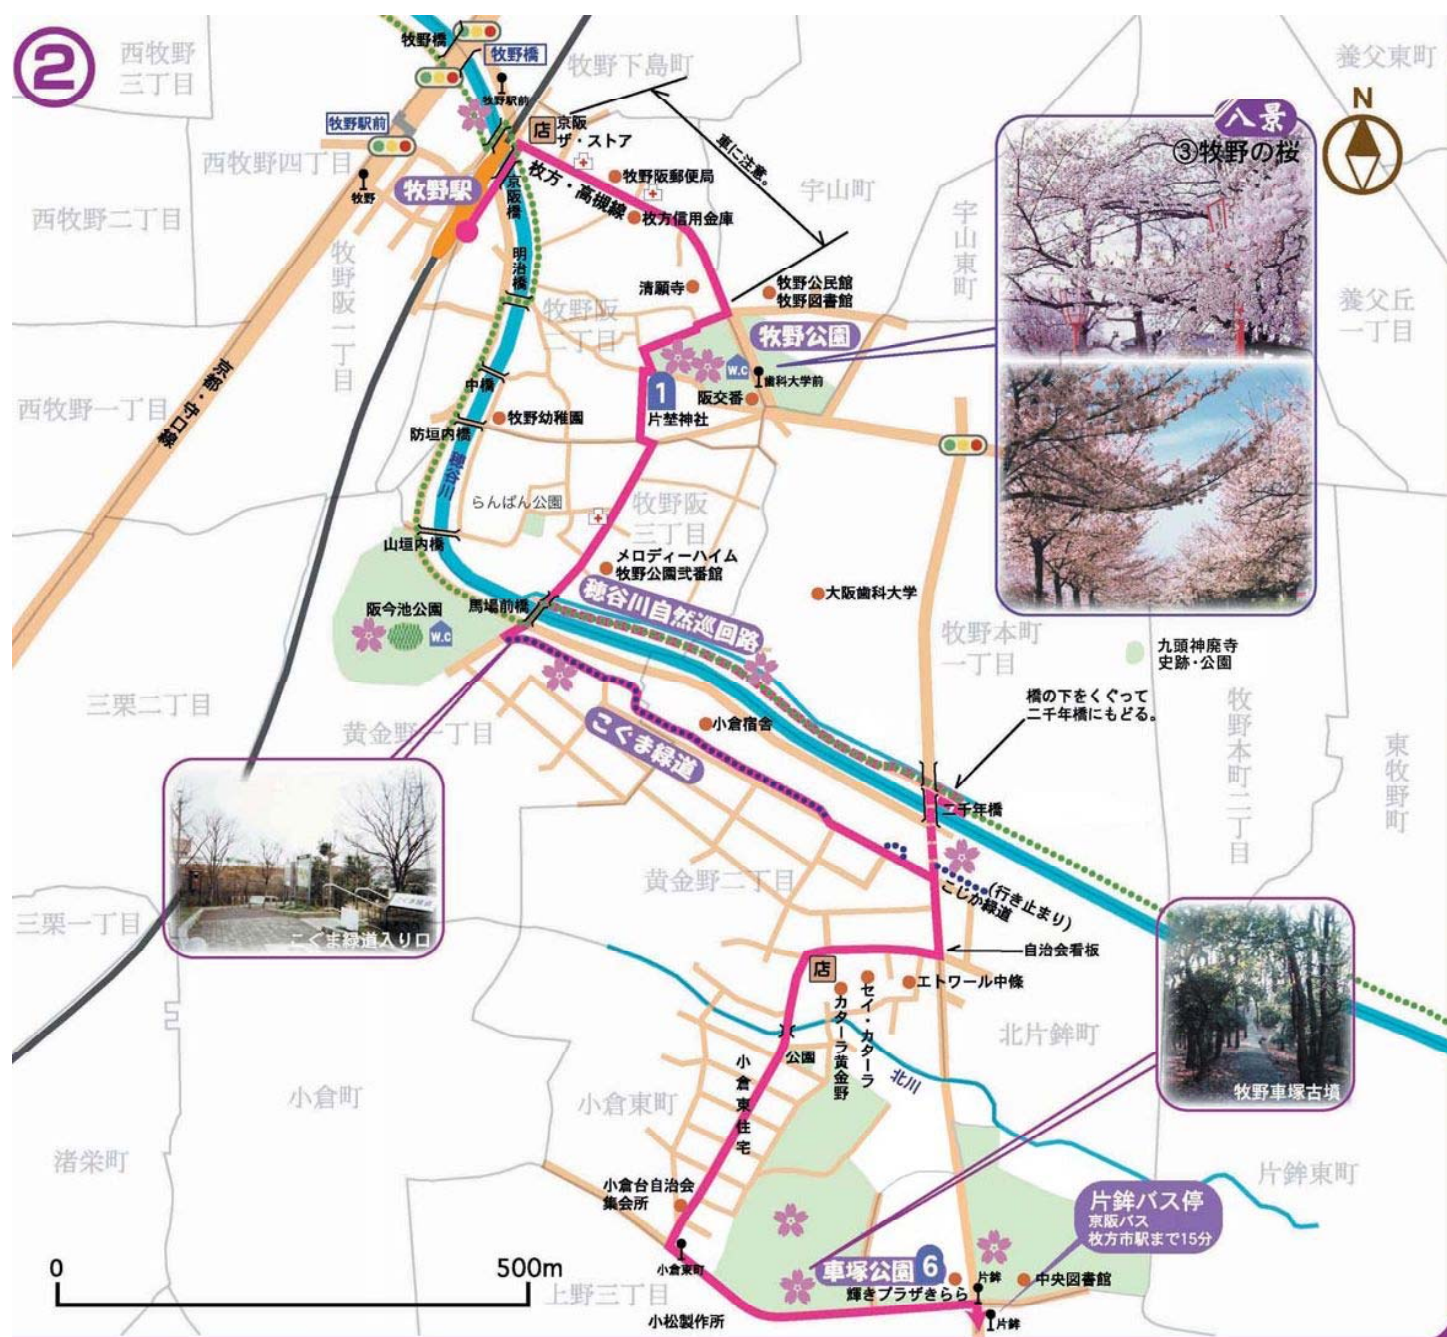 ②
西牧野
三丁目
牧野橋
牧野橋
牧野駅前
牧野下島町
養父東町
牧野駅前
店
京阪
ザ・ストア
車に注意。
八景
③牧野の桜
N
西牧野四丁目
牧野
牧野駅
京阪橋
枚方・高槻線
牧野阪郵便局
枚方信用金庫
宇山町
宇山東町
西牧野二丁目
牧野阪一丁目
明治橋
清願寺
牧野公民館
牧野図書館
牧野阪
二丁目
牧野公園
養父丘
一丁目
W.C
歯科大学前
西牧野一丁目
京都・守口線
中橋
1
片埜神社
阪交番
牧野幼稚園
防垣内橋
穂谷川
らんばん公園
牧野阪
三丁目
山垣内橋
メロディーハイム
牧野公園弐番館
穂谷川自然巡回路
大阪歯科大学
阪今池公園
馬場前橋
W.C
牧野本町
一丁目
九頭神廃寺
史跡・公園
橋の下をくぐって
二千年橋にもどる。
三栗二丁目
黄金野一丁目
こぐま緑道
小倉宿舎
牧野本町二丁目
東牧野町
二千年橋
黄金野二丁目
こじか緑道
(行き止まり)
三栗一丁目
こぐま緑道入り口
自治会看板
店
エトワール中條
セイ・カターラ
カターラ黄金野
北片鉾町
公園
北川
小倉東住宅
牧野車塚古墳
小倉町
小倉東町
渚栄町
片鉾東町
小倉台自治会
集会所
片鉾バス停
京阪バス
枚方市駅まで15分
小倉東町
車塚公園
6
片鉾
中央図書館
輝きプラザきらら
0
500m
上野三丁目
小松製作所
片鉾